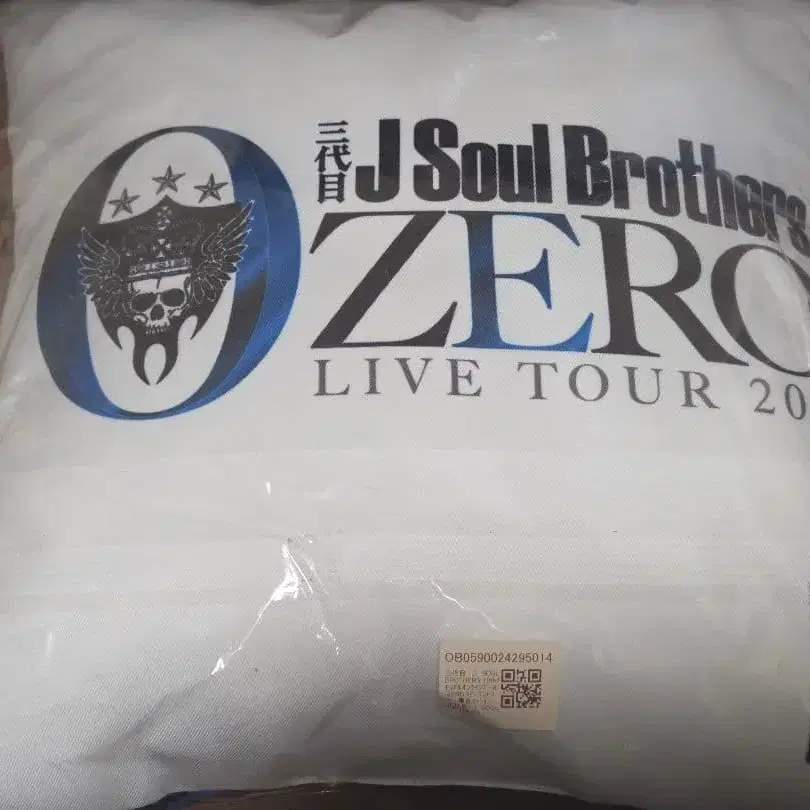 三代目
J Soul Brothers
ZERO
LIVE TOUR 20
OB0590024295014